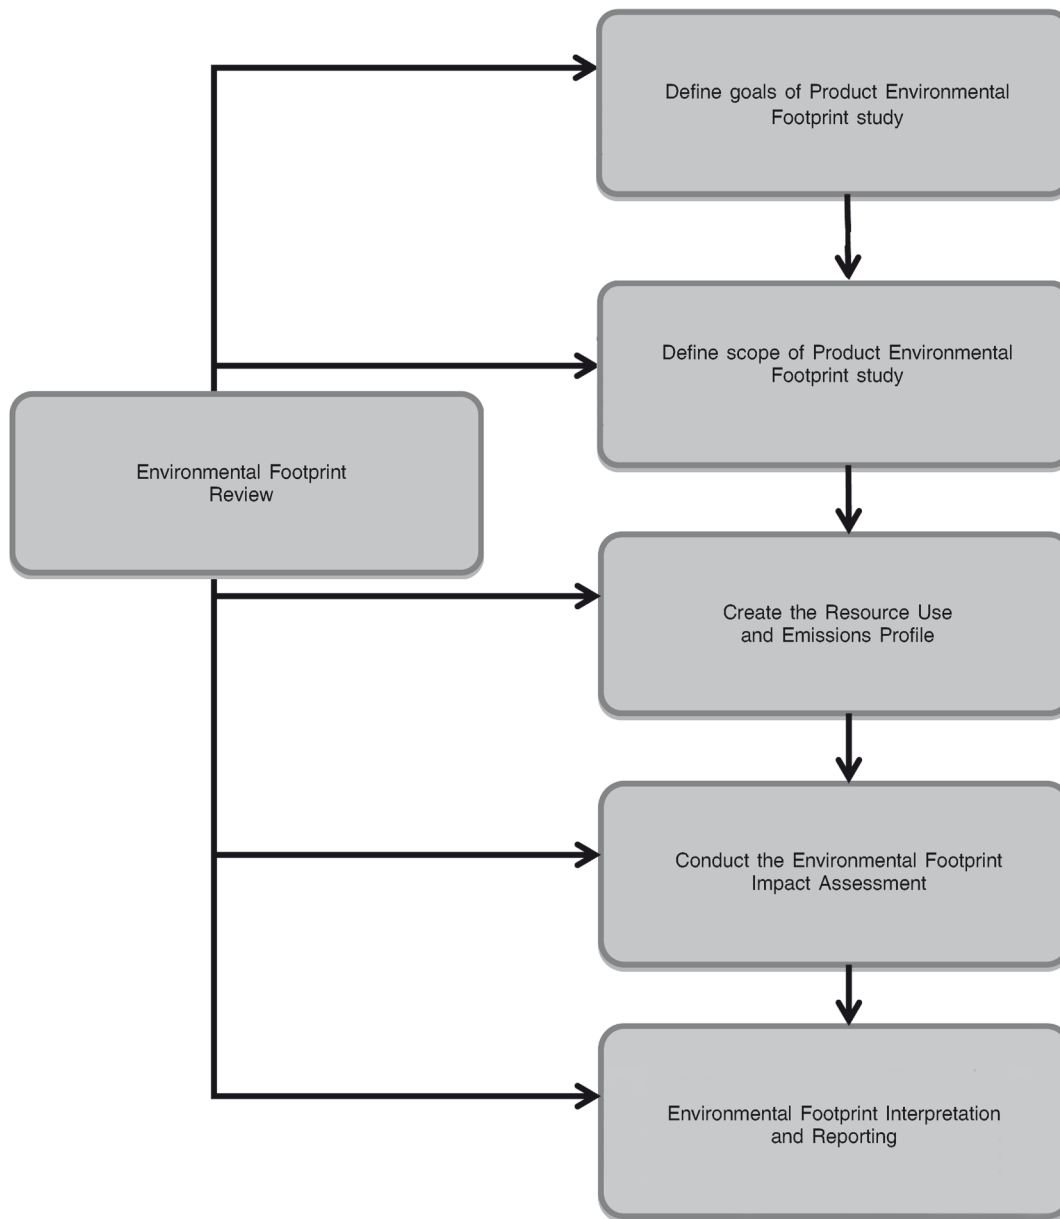 Define goals of Product Environmental
Footprint study
Define scope of Product Environmental
Footprint study
Environmental Footprint
Review
Create the Resource Use
and Emissions Profile
Conduct the Environmental Footprint
Impact Assessment
Environmental Footprint Interpretation
and Reporting